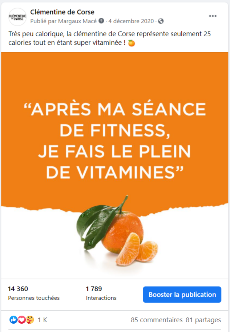 Clémentine de Corse
Publié par Margaux Macé · 4 décembre 2020 ·
Très peu calorique, la clémentine de Corse représente seulement 25
calories tout en étant super vitaminée ! 🍊
“APRÈS MA SÉANCE
DE FITNESS,
JE FAIS LE PLEIN
DE VITAMINES”
14 360
Personnes touchées
1 789
Interactions
Booster la publication
1 K
85 commentaires 81 partages